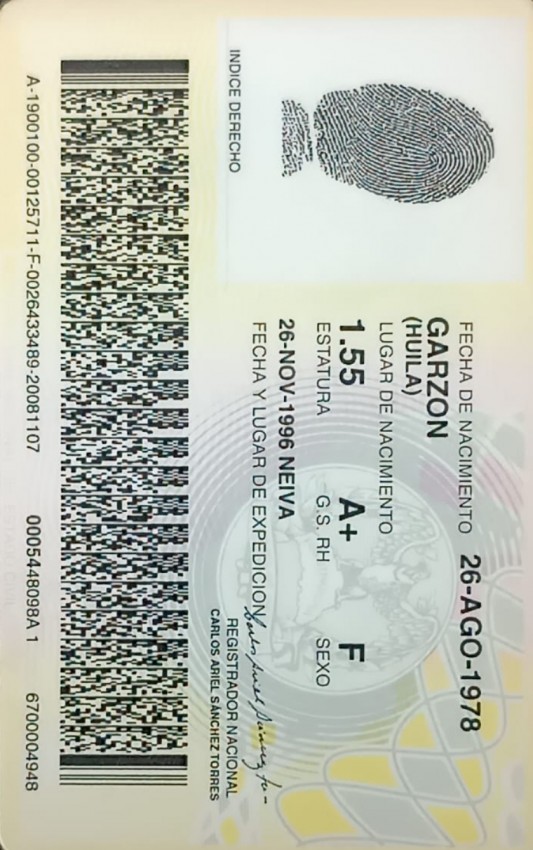 FECHA DE NACIMIENTO 26-AGO-1978
GARZON
(HUILA)
LUGAR DE NACIMIENTO
1.55 A+ F
ESTATURA G.S. RH SEXO
26-NOV-1996 NEIVA
FECHA Y LUGAR DE EXPEDICION
INDICE DERECHO
REGISTRADOR NACIONAL
CARLOS ARIEL SÁNCHEZ TORRES
A-1900100-00125711-F-0026433489-20081107 0005448098A 1 6700004948